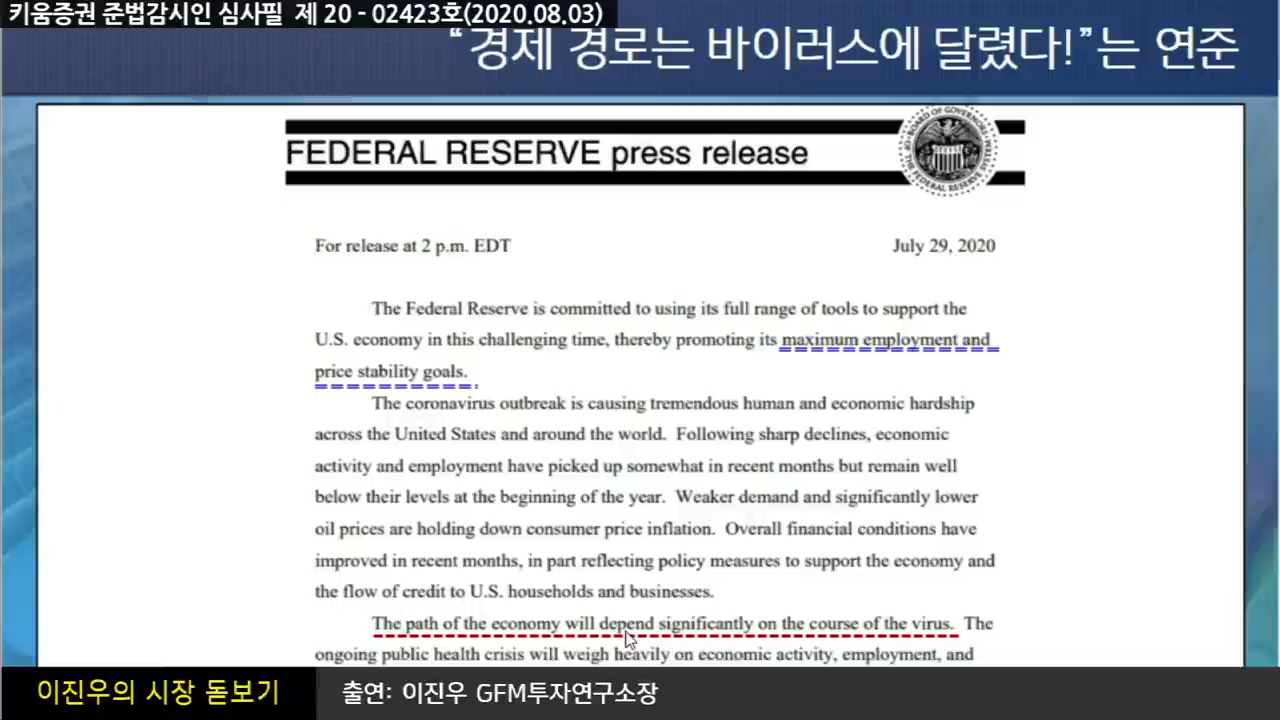 키움증권 준법감시인 심사필 제 20 - 02423호(2020.08.03)
“경제 경로는 바이러스에 달렸다!”는 연준
FEDERAL RESERVE press release
BOARD OF GOVERNORS OF THE FEDERAL RESERVE SYSTEM
For release at 2 p.m. EDT
July 29, 2020
The Federal Reserve is committed to using its full range of tools to support the
U.S. economy in this challenging time, thereby promoting its maximum employment and
price stability goals.
The coronavirus outbreak is causing tremendous human and economic hardship
across the United States and around the world. Following sharp declines, economic
activity and employment have picked up somewhat in recent months but remain well
below their levels at the beginning of the year. Weaker demand and significantly lower
oil prices are holding down consumer price inflation. Overall financial conditions have
improved in recent months, in part reflecting policy measures to support the economy and
the flow of credit to U.S. households and businesses.
The path of the economy will depend significantly on the course of the virus. The
ongoing public health crisis will weigh heavily on economic activity, employment, and
이진우의 시장 돋보기
출연: 이진우 GFM투자연구소장